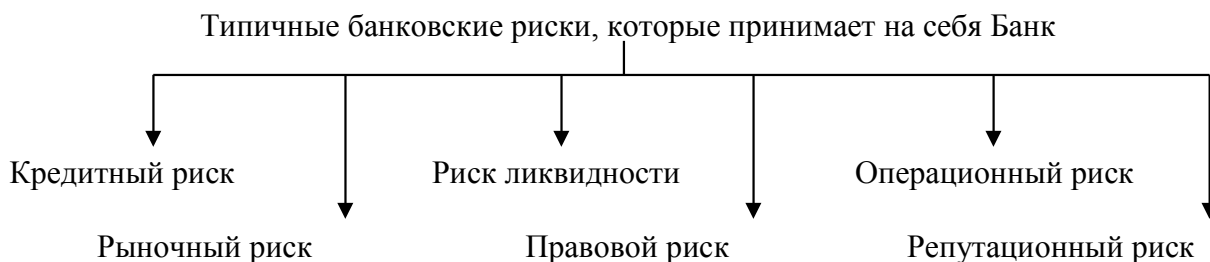 Типичные банковские риски, которые принимает на себя Банк
Кредитный риск Риск ликвидности Операционный риск
Рыночный риск Правовой риск Репутационный риск